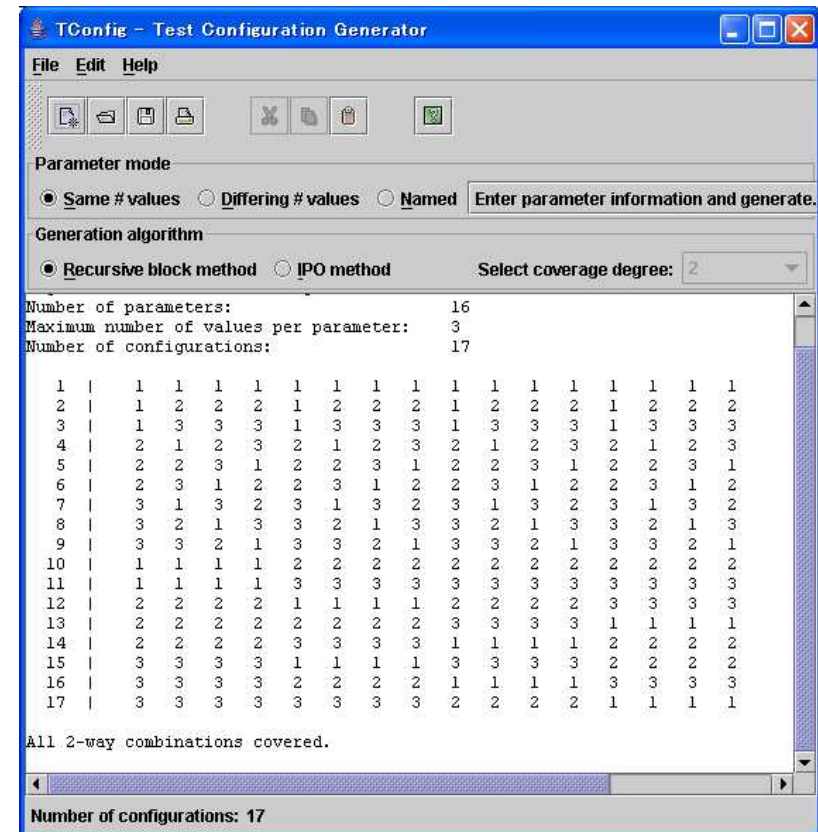 TConfig - Test Configuration Generator
File Edit Help
Parameter mode
Same # values Differing # values Named Enter parameter information and generate.
Generation algorithm
Recursive block method IPO method Select coverage degree: 2
Number of parameters: 16
Maximum number of values per parameter: 3
Number of configurations: 17
1 | 1 1 1 1 1 1 1 1 1 1 1 1 1 1 1 1
2 | 1 2 2 2 1 2 2 2 1 2 2 2 1 2 2 2
3 | 1 3 3 3 1 3 3 3 1 3 3 3 1 3 3 3
4 | 2 1 2 3 2 1 2 3 2 1 2 3 2 1 2 3
5 | 2 2 3 1 2 2 3 1 2 2 3 1 2 2 3 1
6 | 2 3 1 2 2 3 1 2 2 3 1 2 2 3 1 2
7 | 3 1 3 2 3 1 3 2 3 1 3 2 3 1 3 2
8 | 3 2 1 3 3 2 1 3 3 2 1 3 3 2 1 3
9 | 3 3 2 1 3 3 2 1 3 3 2 1 3 3 2 1
10 | 1 1 1 1 2 2 2 2 2 2 2 2 2 2 2 2
11 | 1 1 1 1 3 3 3 3 3 3 3 3 3 3 3 3
12 | 2 2 2 2 1 1 1 1 2 2 2 2 3 3 3 3
13 | 2 2 2 2 2 2 2 2 3 3 3 3 1 1 1 1
14 | 2 2 2 2 3 3 3 3 1 1 1 1 2 2 2 2
15 | 3 3 3 3 1 1 1 1 3 3 3 3 2 2 2 2
16 | 3 3 3 3 2 2 2 2 1 1 1 1 3 3 3 3
17 | 3 3 3 3 3 3 3 3 2 2 2 2 1 1 1 1
All 2-way combinations covered.
Number of configurations: 17